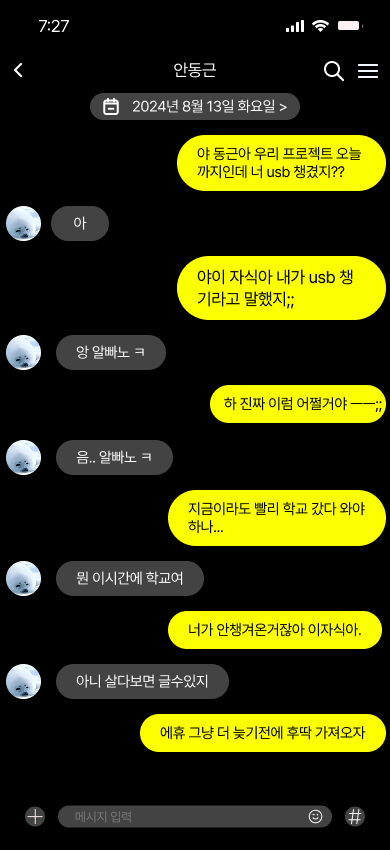 7:27
안동근
2024년 8월 13일 화요일 >
야 동근아 우리 프로젝트 오늘
까지인데 너 usb 챙겼지??
아
야이 자식아 내가 usb 챙
기라고 말했지;;
앙 알빠노 ㅋ
하 진짜 이럼 어쩔거야 ㅡㅡ;;
음.. 알빠노 ㅋ
지금이라도 빨리 학교 갔다 와야
하나...
뭔 이시간에 학교여
너가 안챙겨온거잖아 이자식아.
아니 살다보면 글수있지
에휴 그냥 더 늦기전에 후딱 가져오자
메시지 입력
#